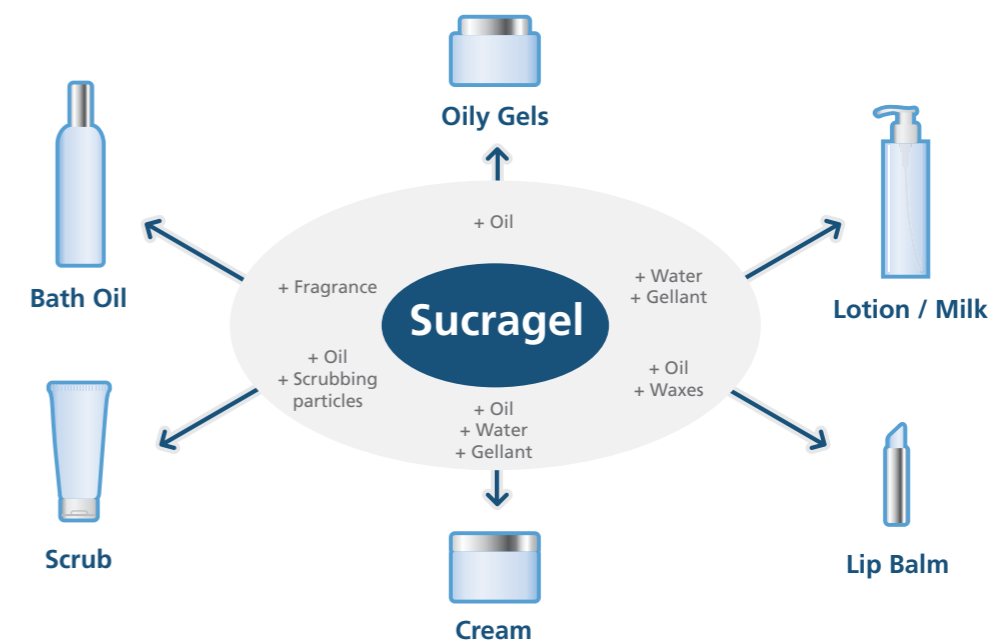 Oily Gels
+ Oil
Bath Oil
+ Fragrance
Sucragel
+ Water
+ Gellant
Lotion / Milk
+ Oil
+ Scrubbing
particles
+ Oil
+ Water
+ Gellant
+ Oil
+ Waxes
Scrub
Cream
Lip Balm